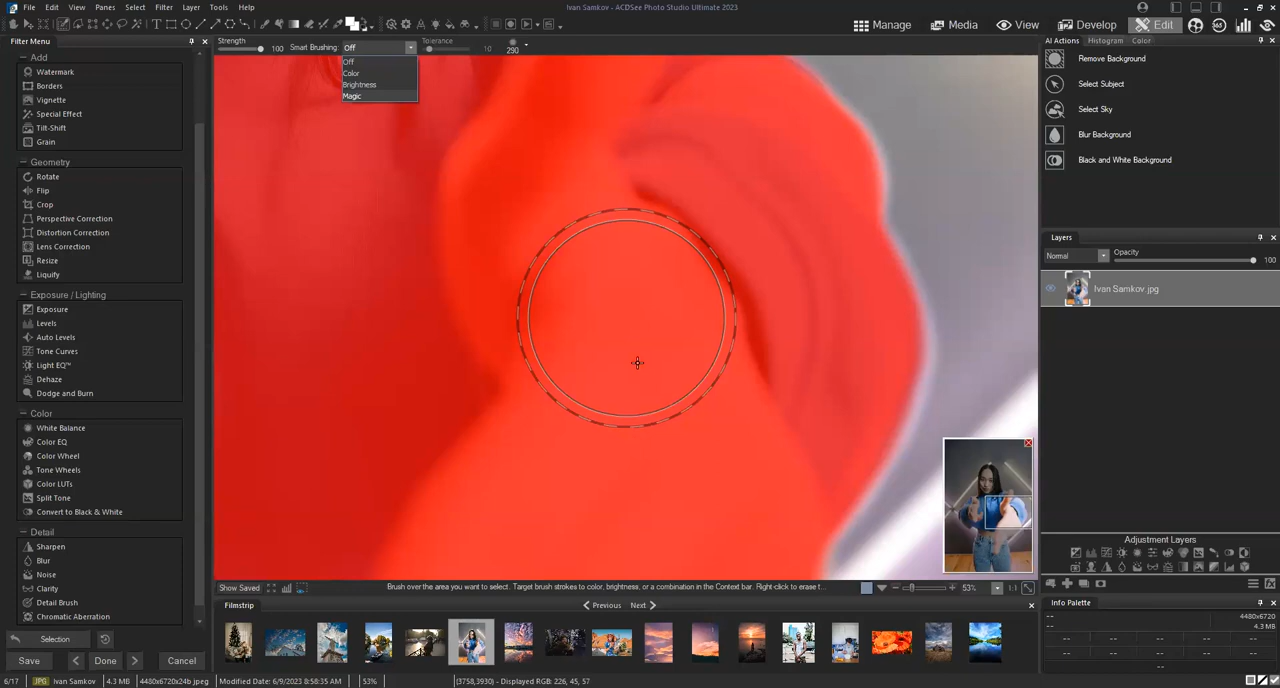 Ivan Samkov - ACDSee Photo Studio Ultimate 2023
File Edit View Panes Select Filter Layer Tools Help
Manage Media View Develop Edit 365
Filter Menu
Strength 100 Smart Brushing: Off Tolerance 10 290
Off
Color
Brightness
Magic
Add
Watermark
Borders
Vignette
Special Effect
Tilt-Shift
Grain
Geometry
Rotate
Flip
Crop
Perspective Correction
Distortion Correction
Lens Correction
Resize
Liquify
Exposure / Lighting
Exposure
Levels
Auto Levels
Tone Curves
Light EQ™
Dehaze
Dodge and Burn
Color
White Balance
Color EQ
Color Wheel
Tone Wheels
Color LUTs
Split Tone
Convert to Black & White
Detail
Sharpen
Blur
Noise
Clarity
Detail Brush
Chromatic Aberration
Selection
Save Done Cancel
AI Actions Histogram Color
Remove Background
Select Subject
Select Sky
Blur Background
Black and White Background
Layers
Normal Opacity 100
Ivan Samkov.jpg
Adjustment Layers
Info Palette
-- 4480x6720
-- 4.3 MB
-- -- -- --
-- -- -- --
--
Show Saved Brush over the area you want to select. Target brush strokes to color, brightness, or a combination in the Context bar. Right-click to erase t... 53% 1:1
Filmstrip Previous Next
6/17 JPG Ivan Samkov 4.3 MB 4480x6720x24b jpeg Modified Date: 6/9/2023 8:58:35 AM 53% (3758,3930) - Displayed RGB: 226, 45, 57